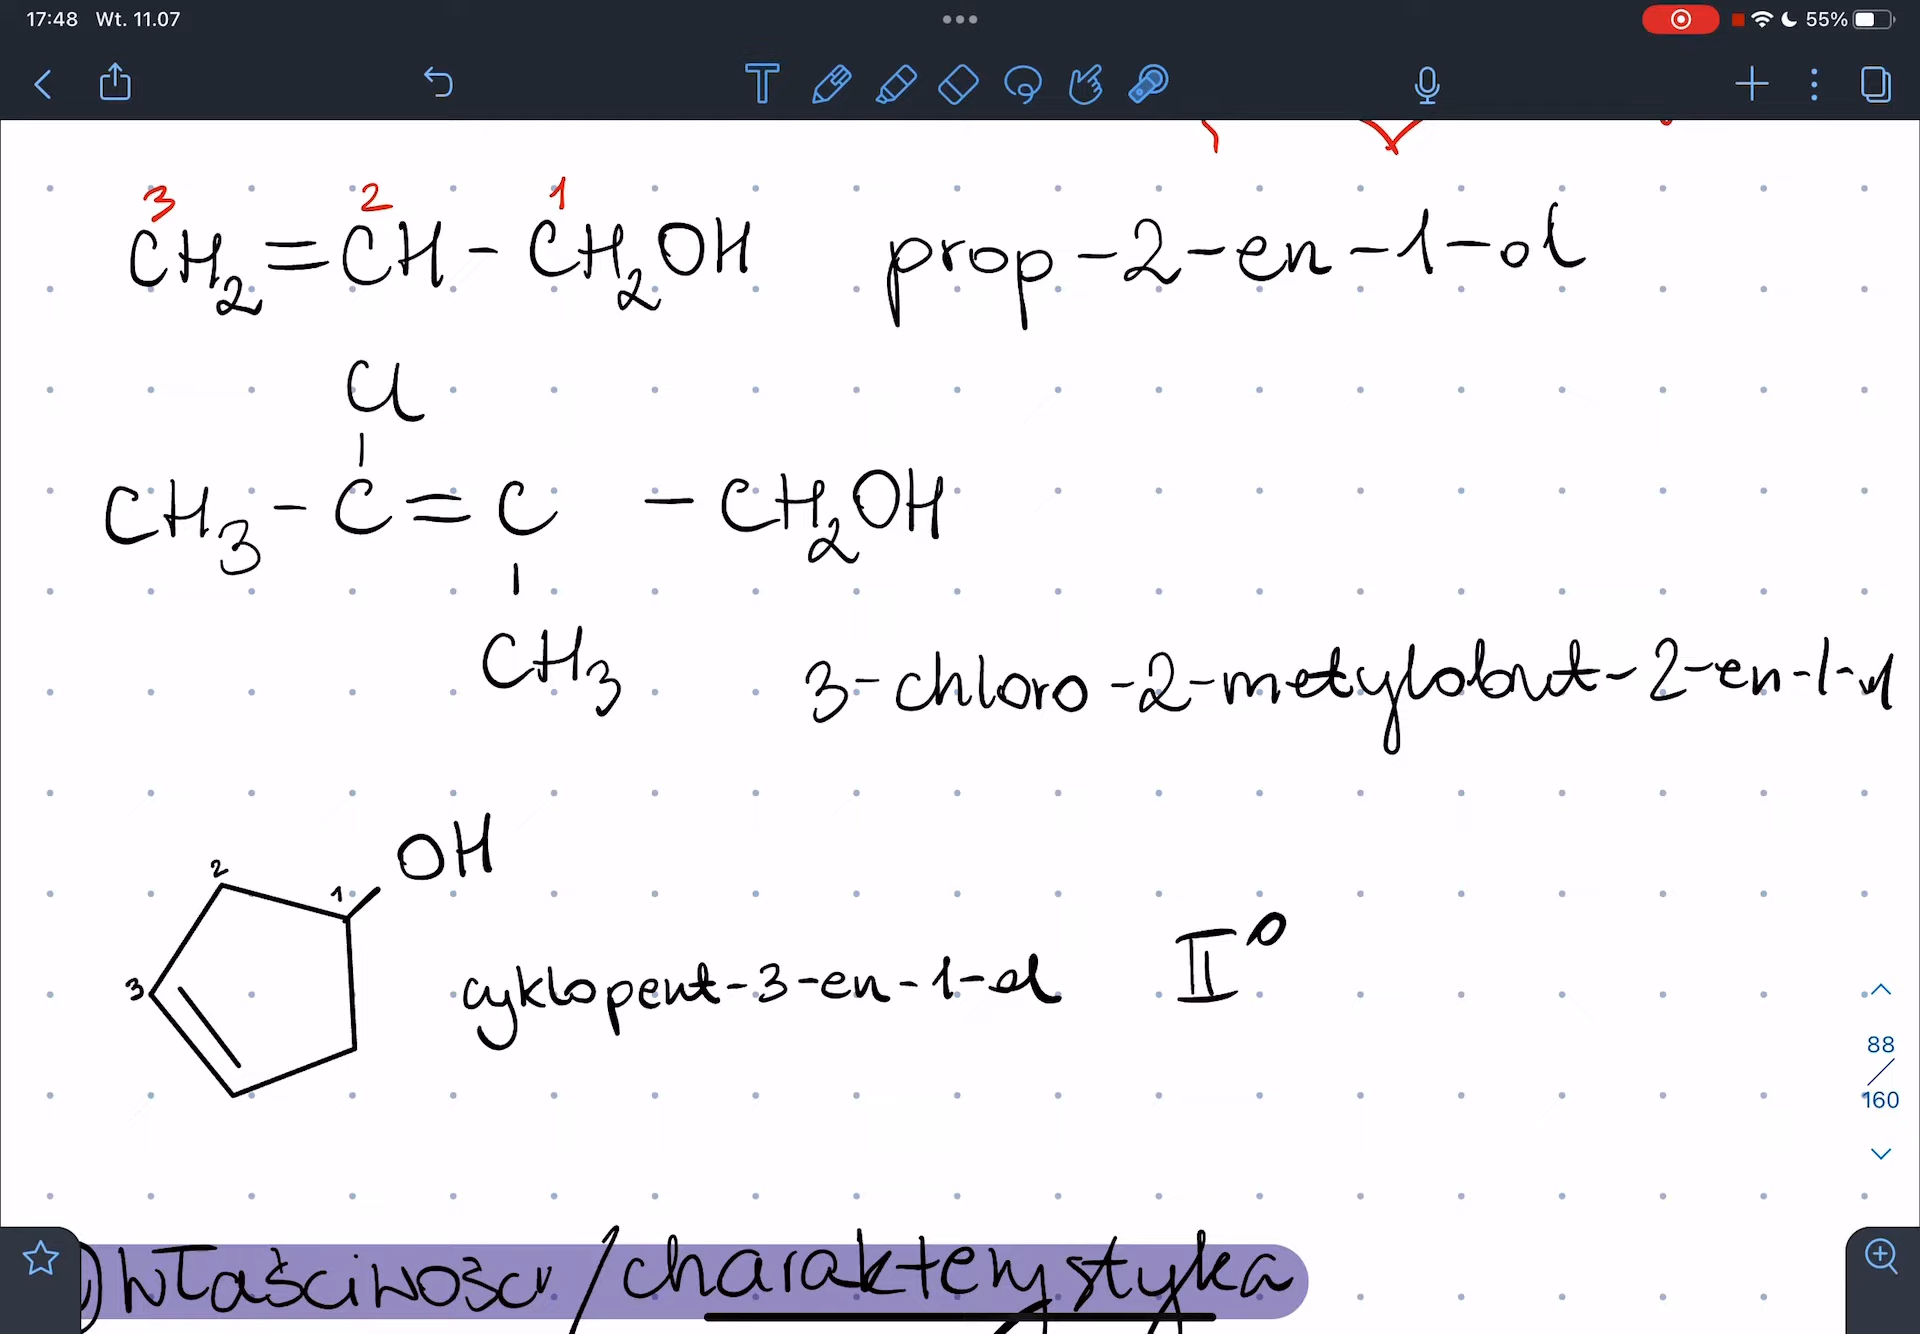 17:48 Wt. 11.07 55%
3 2 1
CH₂=CH-CH₂OH prop-2-en-1-ol
Cl
CH₃-C=C-CH₂OH
CH₃
3-chloro-2-metylobut-2-en-1-ol
OH
2
1
3
cyklopent-3-en-1-ol II°
88
160
) właściwości/charakterystyka